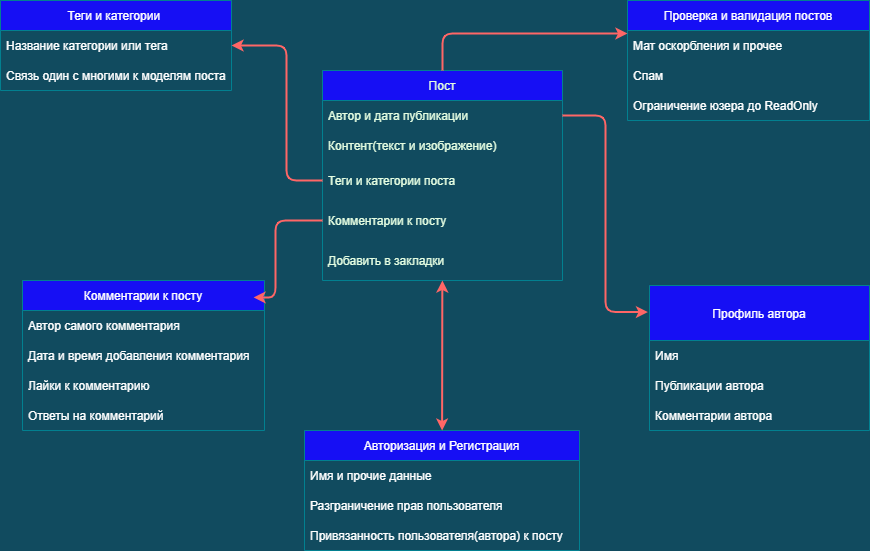 Теги и категории
Название категории или тега
Связь один с многими к моделям поста
Проверка и валидация постов
Мат оскорбления и прочее
Спам
Ограничение юзера до ReadOnly
Пост
Автор и дата публикации
Контент(текст и изображение)
Теги и категории поста
Комментарии к посту
Добавить в закладки
Комментарии к посту
Автор самого комментария
Дата и время добавления комментария
Лайки к комментарию
Ответы на комментарий
Профиль автора
Имя
Публикации автора
Комментарии автора
Авторизация и Регистрация
Имя и прочие данные
Разграничение прав пользователя
Привязанность пользователя(автора) к посту